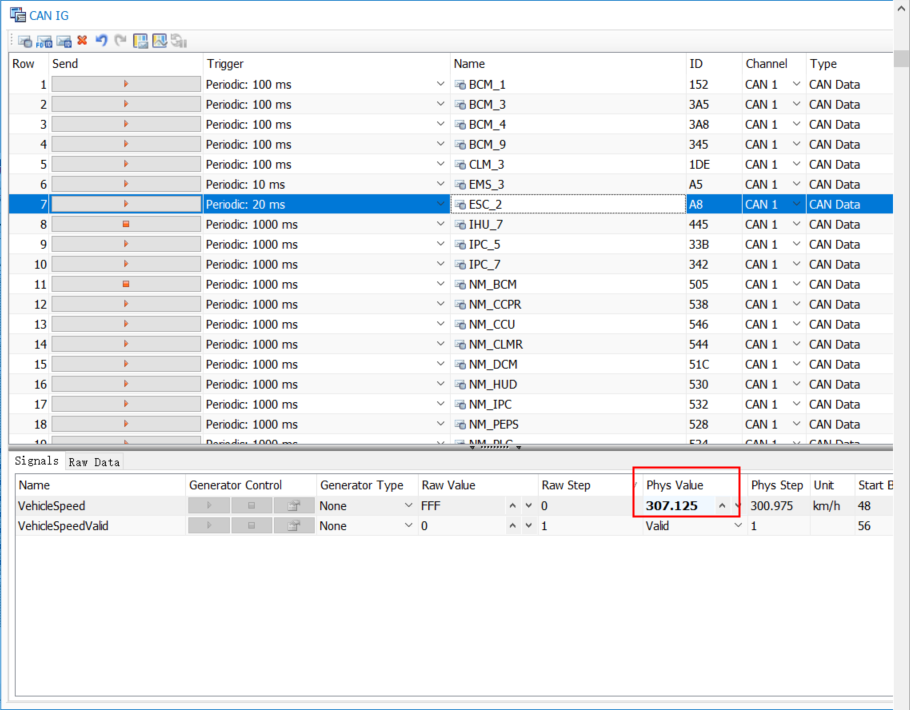 CAN IG
Row Send Trigger Name ID Channel Type
1 Periodic: 100 ms BCM_1 152 CAN 1 CAN Data
2 Periodic: 100 ms BCM_3 3A5 CAN 1 CAN Data
3 Periodic: 100 ms BCM_4 3A8 CAN 1 CAN Data
4 Periodic: 100 ms BCM_9 345 CAN 1 CAN Data
5 Periodic: 100 ms CLM_3 1DE CAN 1 CAN Data
6 Periodic: 10 ms EMS_3 A5 CAN 1 CAN Data
7 Periodic: 20 ms ESC_2 A8 CAN 1 CAN Data
8 Periodic: 1000 ms IHU_7 445 CAN 1 CAN Data
9 Periodic: 1000 ms IPC_5 33B CAN 1 CAN Data
10 Periodic: 1000 ms IPC_7 342 CAN 1 CAN Data
11 Periodic: 1000 ms NM_BCM 505 CAN 1 CAN Data
12 Periodic: 1000 ms NM_CCPR 538 CAN 1 CAN Data
13 Periodic: 1000 ms NM_CCU 546 CAN 1 CAN Data
14 Periodic: 1000 ms NM_CLMR 544 CAN 1 CAN Data
15 Periodic: 1000 ms NM_DCM 51C CAN 1 CAN Data
16 Periodic: 1000 ms NM_HUD 530 CAN 1 CAN Data
17 Periodic: 1000 ms NM_IPC 532 CAN 1 CAN Data
18 Periodic: 1000 ms NM_PEPS 528 CAN 1 CAN Data
19 Periodic: 1000 ms CAN 1 CAN Data
Signals Raw Data
Name Generator Control Generator Type Raw Value Raw Step Phys Value Phys Step Unit Start B
VehicleSpeed None FFF 0 307.125 300.975 km/h 48
VehicleSpeedValid None 0 1 Valid 1 56